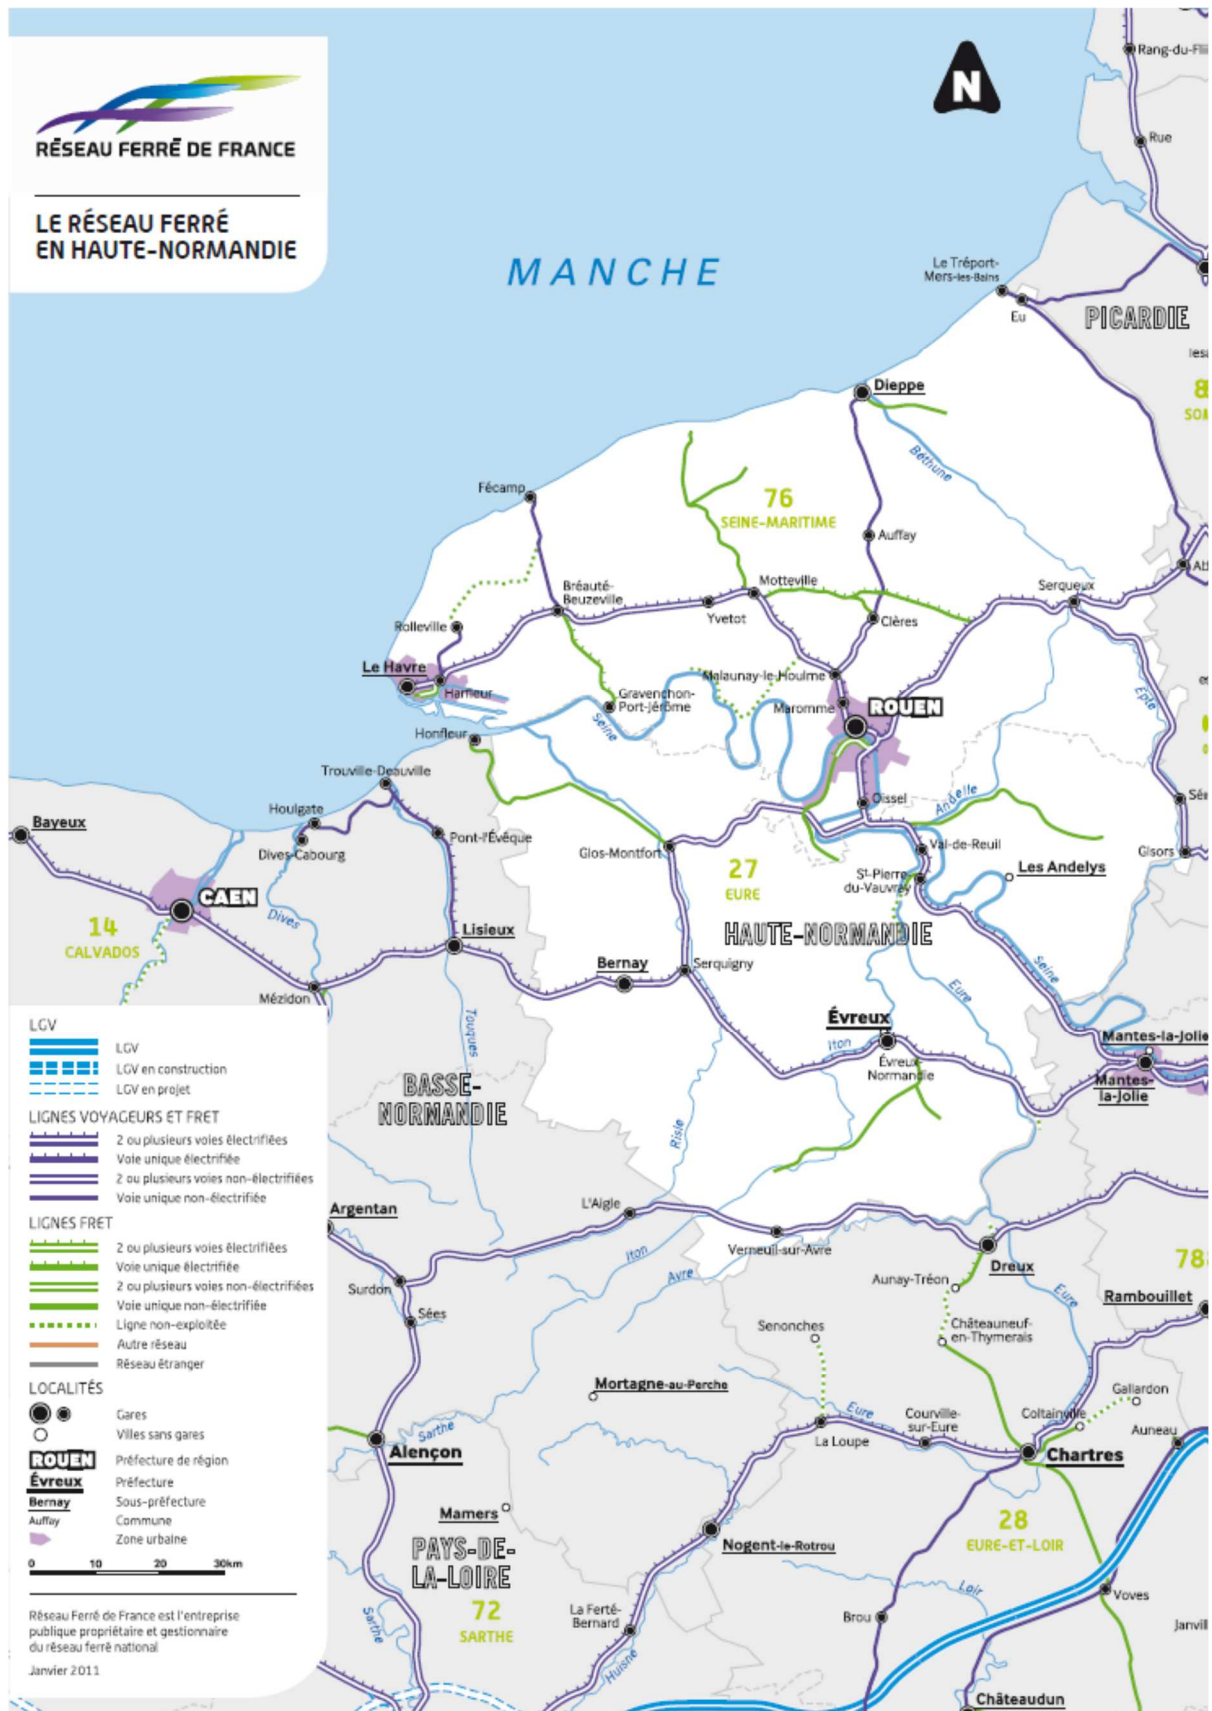 RÉSEAU FERRÉ DE FRANCE
LE RÉSEAU FERRÉ
EN HAUTE-NORMANDIE
N
MANCHE
Rang-du-Fli
Rue
Le Tréport-
Mers-les-Bains
Eu
PICARDIE
Dieppe
Béthune
Fécamp
76
SEINE-MARITIME
Auffay
Bréauté-
Beuzeville
Motteville
Serqueux
Ab
Yvetot
Clères
Rolleville
Le Havre
Harfleur
Malaunay-le-Houlme
Gravenchon-
Port-Jérôme
Maromme
ROUEN
Epte
Seine
Honfleur
Trouville-Deauville
Houlgate
Oissel
Andelle
Bayeux
Dives-Cabourg
Pont-l'Évêque
Glos-Montfort
Val-de-Reuil
Gisors
27
EURE
St-Pierre-
du-Vauvray
Les Andelys
CAEN
Dives
14
CALVADOS
Lisieux
HAUTE-NORMANDIE
Bernay
Serquigny
Seine
Eure
Mézidon
Touques
Évreux
Iton
Évreux
Normandie
Mantes-la-Jolie
Mantes-
la-Jolie
BASSE-
NORMANDIE
Risle
Argentan
L'Aigle
Iton
Verneuil-sur-Avre
Avre
Dreux
Eure
78
Surdon
Sées
Aunay-Tréon
Rambouillet
Senonches
Châteauneuf-
en-Thymerais
Mortagne-au-Perche
Gallardon
Eure
Courville-
sur-Eure
Coltainville
Auneau
Sarthe
La Loupe
Alençon
Chartres
Mamers
28
EURE-ET-LOIR
Nogent-le-Rotrou
PAYS-DE-
LA-LOIRE
72
SARTHE
Loir
Voves
La Ferté-
Bernard
Brou
Janvil
Sarthe
Huisne
Châteaudun
LGV
LGV
LGV en construction
LGV en projet
LIGNES VOYAGEURS ET FRET
2 ou plusieurs voies électrifiées
Voie unique électrifiée
2 ou plusieurs voies non-électrifiées
Voie unique non-électrifiée
LIGNES FRET
2 ou plusieurs voies électrifiées
Voie unique électrifiée
2 ou plusieurs voies non-électrifiées
Voie unique non-électrifiée
Ligne non-exploitée
Autre réseau
Réseau étranger
LOCALITÉS
Gares
Villes sans gares
ROUEN Préfecture de région
Évreux Préfecture
Bernay Sous-préfecture
Auffay Commune
Zone urbaine
0 10 20 30km
Réseau Ferré de France est l'entreprise
publique propriétaire et gestionnaire
du réseau ferré national
Janvier 2011